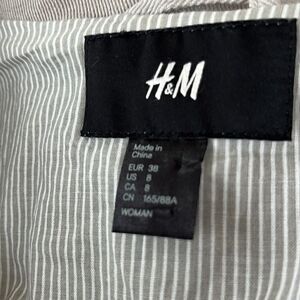 H&M
Made in
China
EUR 38
US 8
CA 8
CN 165/88A
WOMAN